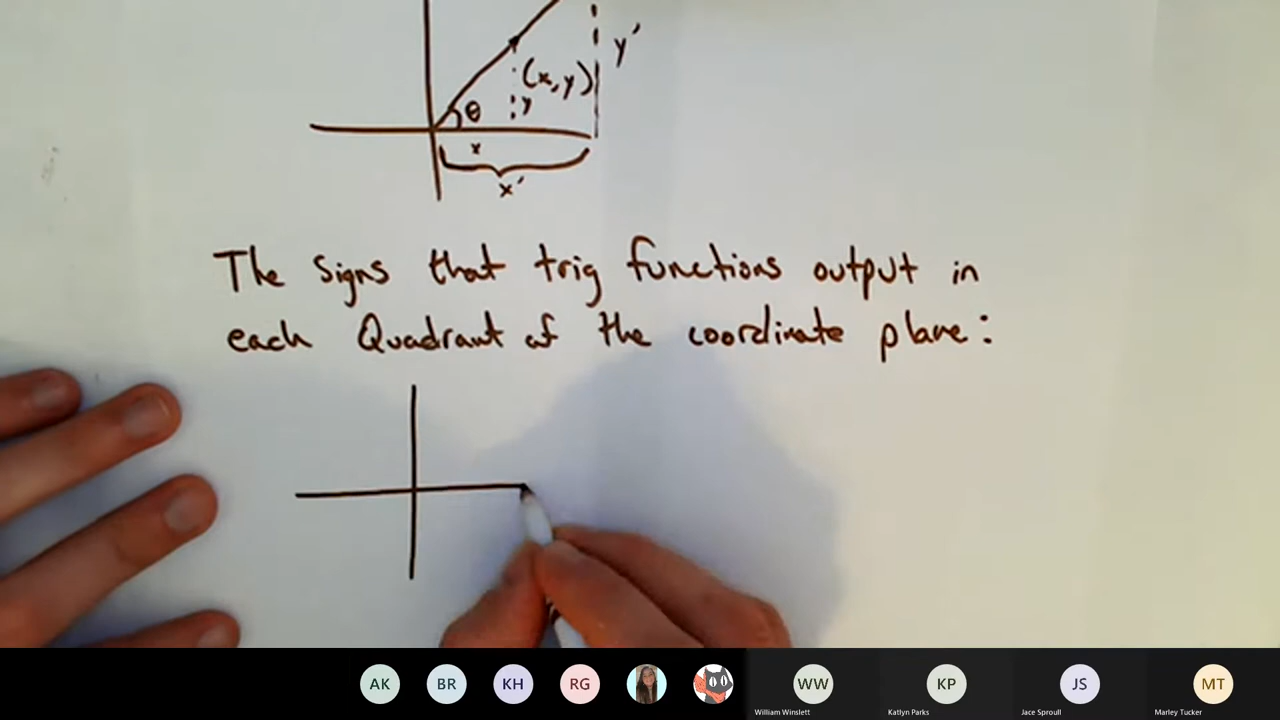 y'
(x,y)
θ
y
x
x'
The signs that trig functions output in
each Quadrant of the coordinate plane:
AK BR KH RG WW KP JS MT
William Winslett Katlyn Parks Jace Sproull Marley Tucker